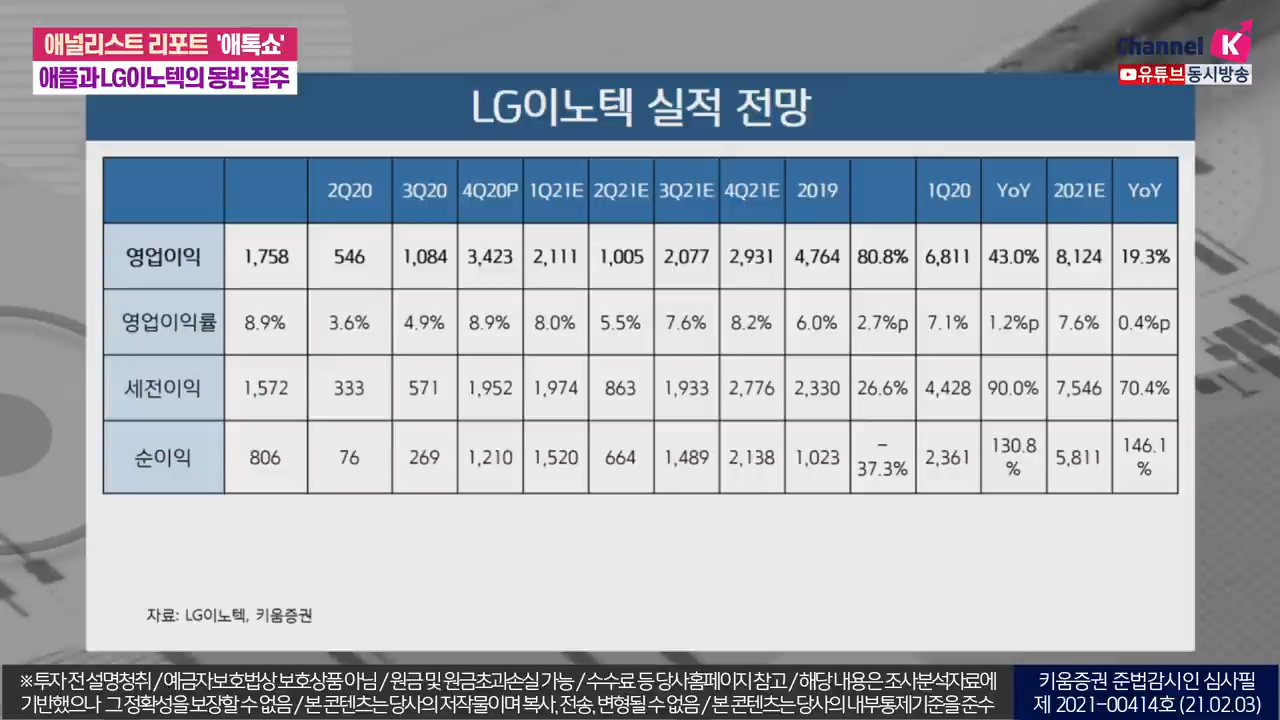 애널리스트 리포트 '애톡쇼'
애플과 LG이노텍의 동반 질주
Channel K
유튜브 동시방송
LG이노텍 실적 전망
2Q20 3Q20 4Q20P 1Q21E 2Q21E 3Q21E 4Q21E 2019 1Q20 YoY 2021E YoY
영업이익 1,758 546 1,084 3,423 2,111 1,005 2,077 2,931 4,764 80.8% 6,811 43.0% 8,124 19.3%
영업이익률 8.9% 3.6% 4.9% 8.9% 8.0% 5.5% 7.6% 8.2% 6.0% 2.7%p 7.1% 1.2%p 7.6% 0.4%p
세전이익 1,572 333 571 1,952 1,974 863 1,933 2,776 2,330 26.6% 4,428 90.0% 7,546 70.4%
순이익 806 76 269 1,210 1,520 664 1,489 2,138 1,023 -37.3% 2,361 130.8% 5,811 146.1%
자료: LG이노텍, 키움증권
※ 투자 전 설명청취 / 예금자보호법상 보호상품 아님 / 원금 및 원금초과손실 가능 / 수수료 등 당사홈페이지 참고 / 해당 내용은 조사분석자료에
기반했으나 그 정확성을 보장할 수 없음 / 본 콘텐츠는 당사의 저작물이며 복사, 전송, 변형될 수 없음 / 본 콘텐츠는 당사의 내부통제기준을 준수
키움증권 준법감시인 심사필
제 2021-00414호 (21.02.03)